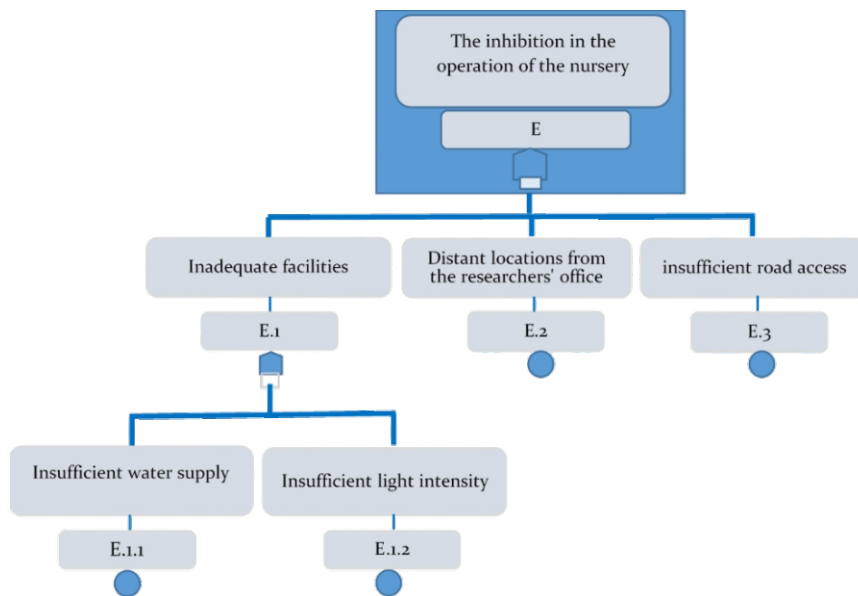 The inhibition in the
operation of the nursery
E
Inadequate facilities
Distant locations from
the researchers' office
insufficient road access
E.1
E.2
E.3
Insufficient water supply
Insufficient light intensity
E.1.1
E.1.2